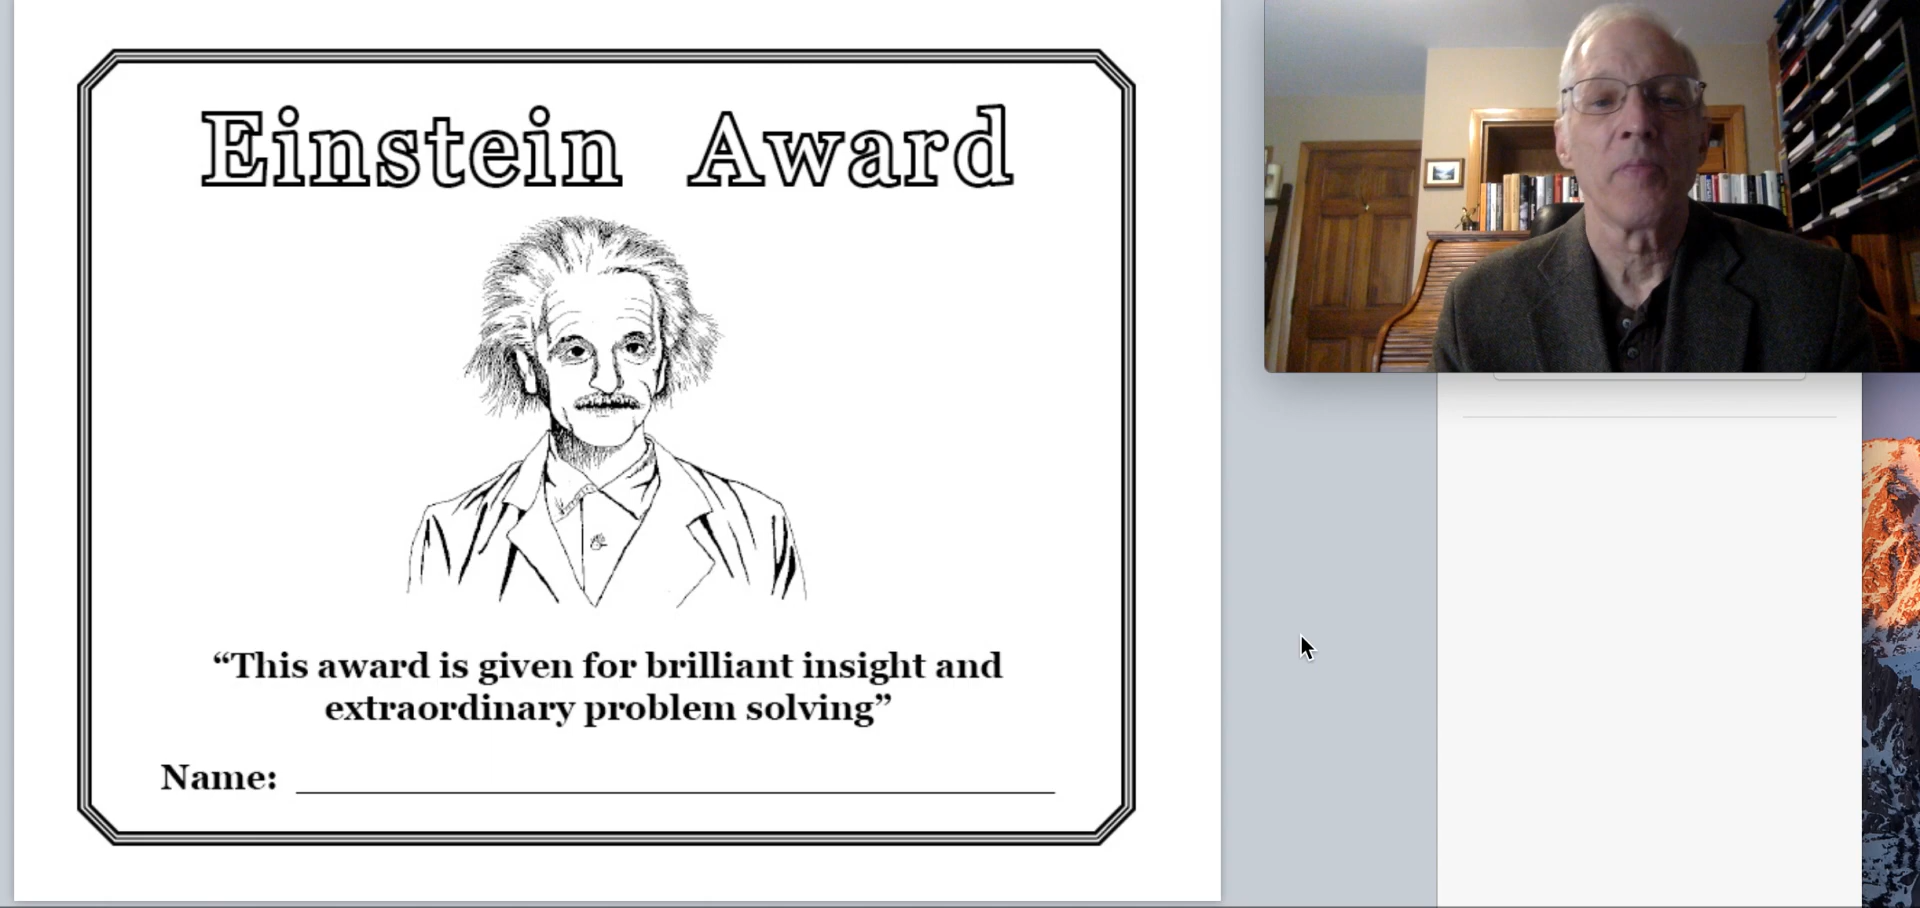 Einstein Award
“This award is given for brilliant insight and
extraordinary problem solving”
Name: